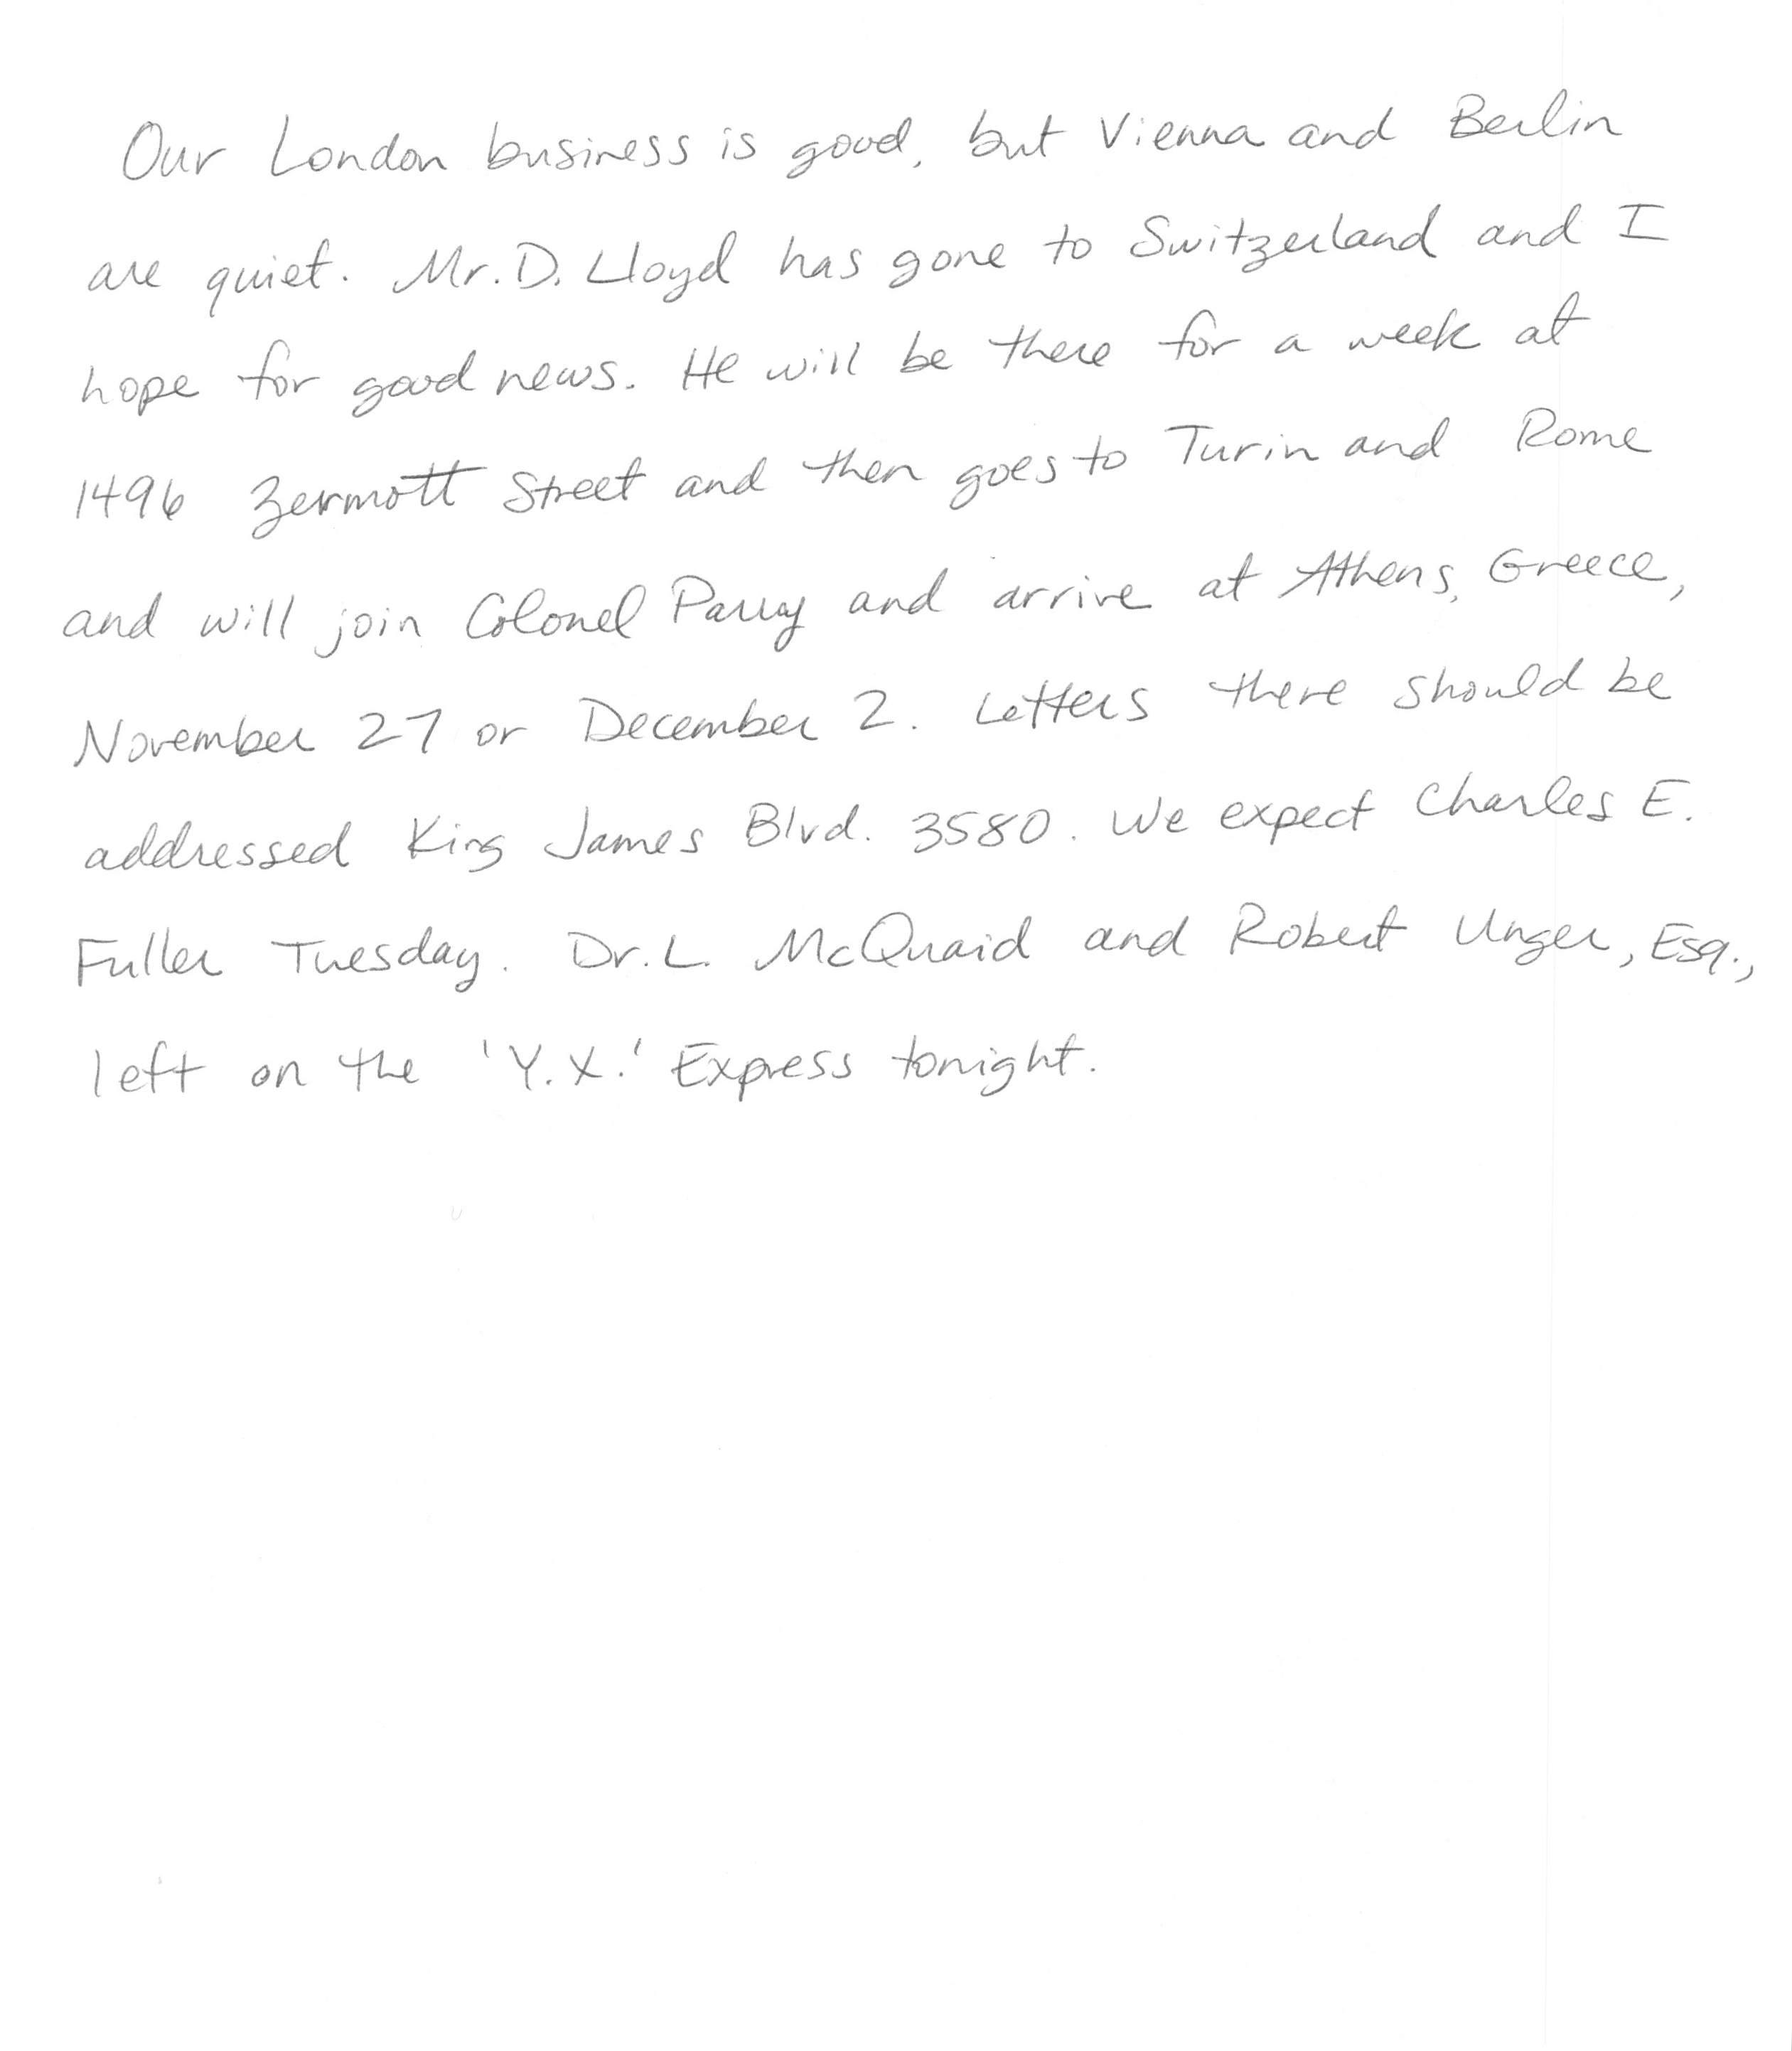 Our London business is good, but Vienna and Berlin
are quiet. Mr. D. Lloyd has gone to Switzerland and I
hope for good news. He will be there for a week at
1496 Zermott Street and then goes to Turin and Rome
and will join Colonel Parry and arrive at Athens, Greece,
November 27 or December 2. Letters there should be
addressed King James Blvd. 3580. We expect Charles E.
Fuller Tuesday. Dr. L. McQuaid and Robert Unger, Esq.,
left on the 'Y.X.' Express tonight.